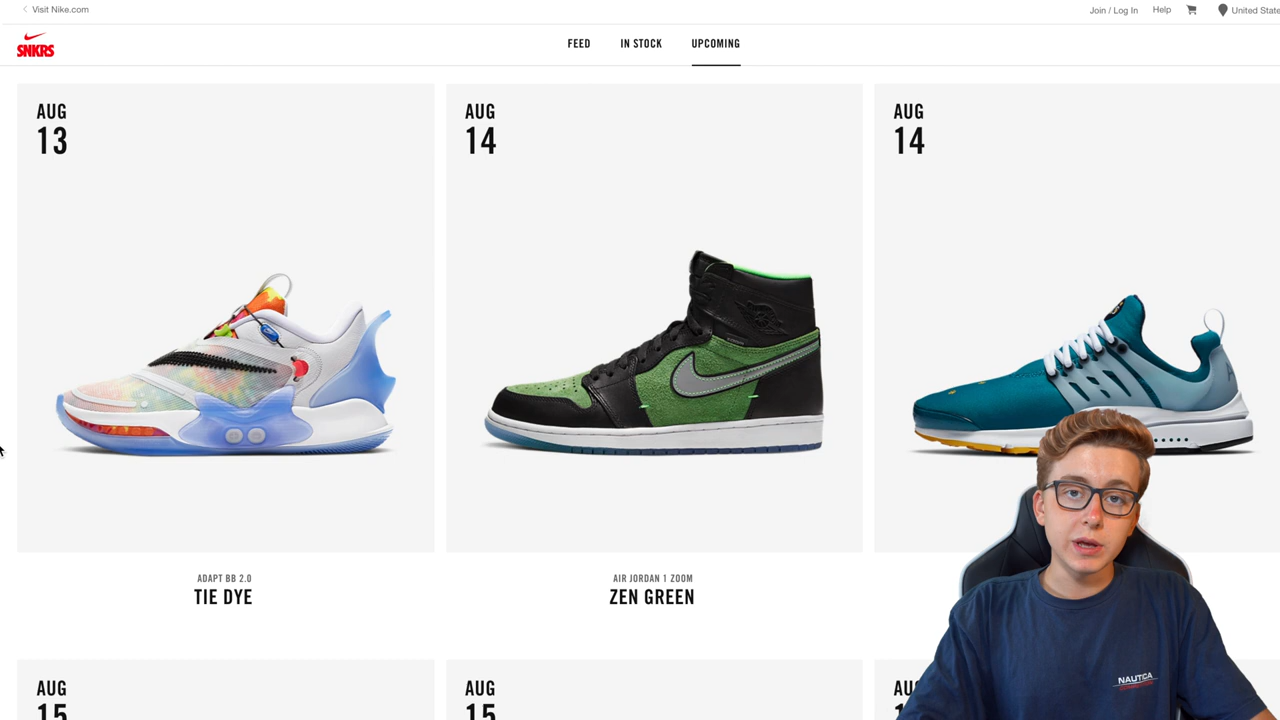 Visit Nike.com
Join / Log In
Help
United State
SNKRS
FEED
IN STOCK
UPCOMING
AUG
13
AUG
14
AUG
14
ADAPT BB 2.0
TIE DYE
AIR JORDAN 1 ZOOM
ZEN GREEN
NAUTICA
AUG
15
AUG
15